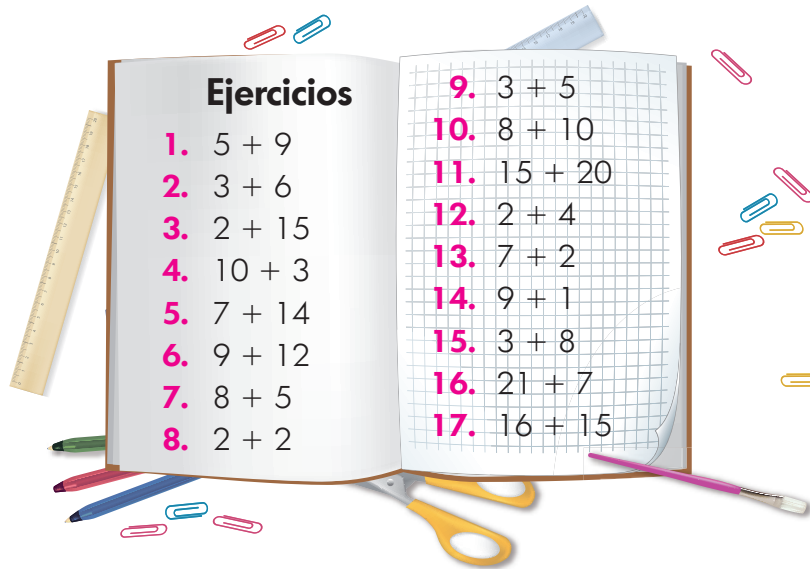 Ejercicios
1. 5 + 9
2. 3 + 6
3. 2 + 15
4. 10 + 3
5. 7 + 14
6. 9 + 12
7. 8 + 5
8. 2 + 2
9. 3 + 5
10. 8 + 10
11. 15 + 20
12. 2 + 4
13. 7 + 2
14. 9 + 1
15. 3 + 8
16. 21 + 7
17. 16 + 15